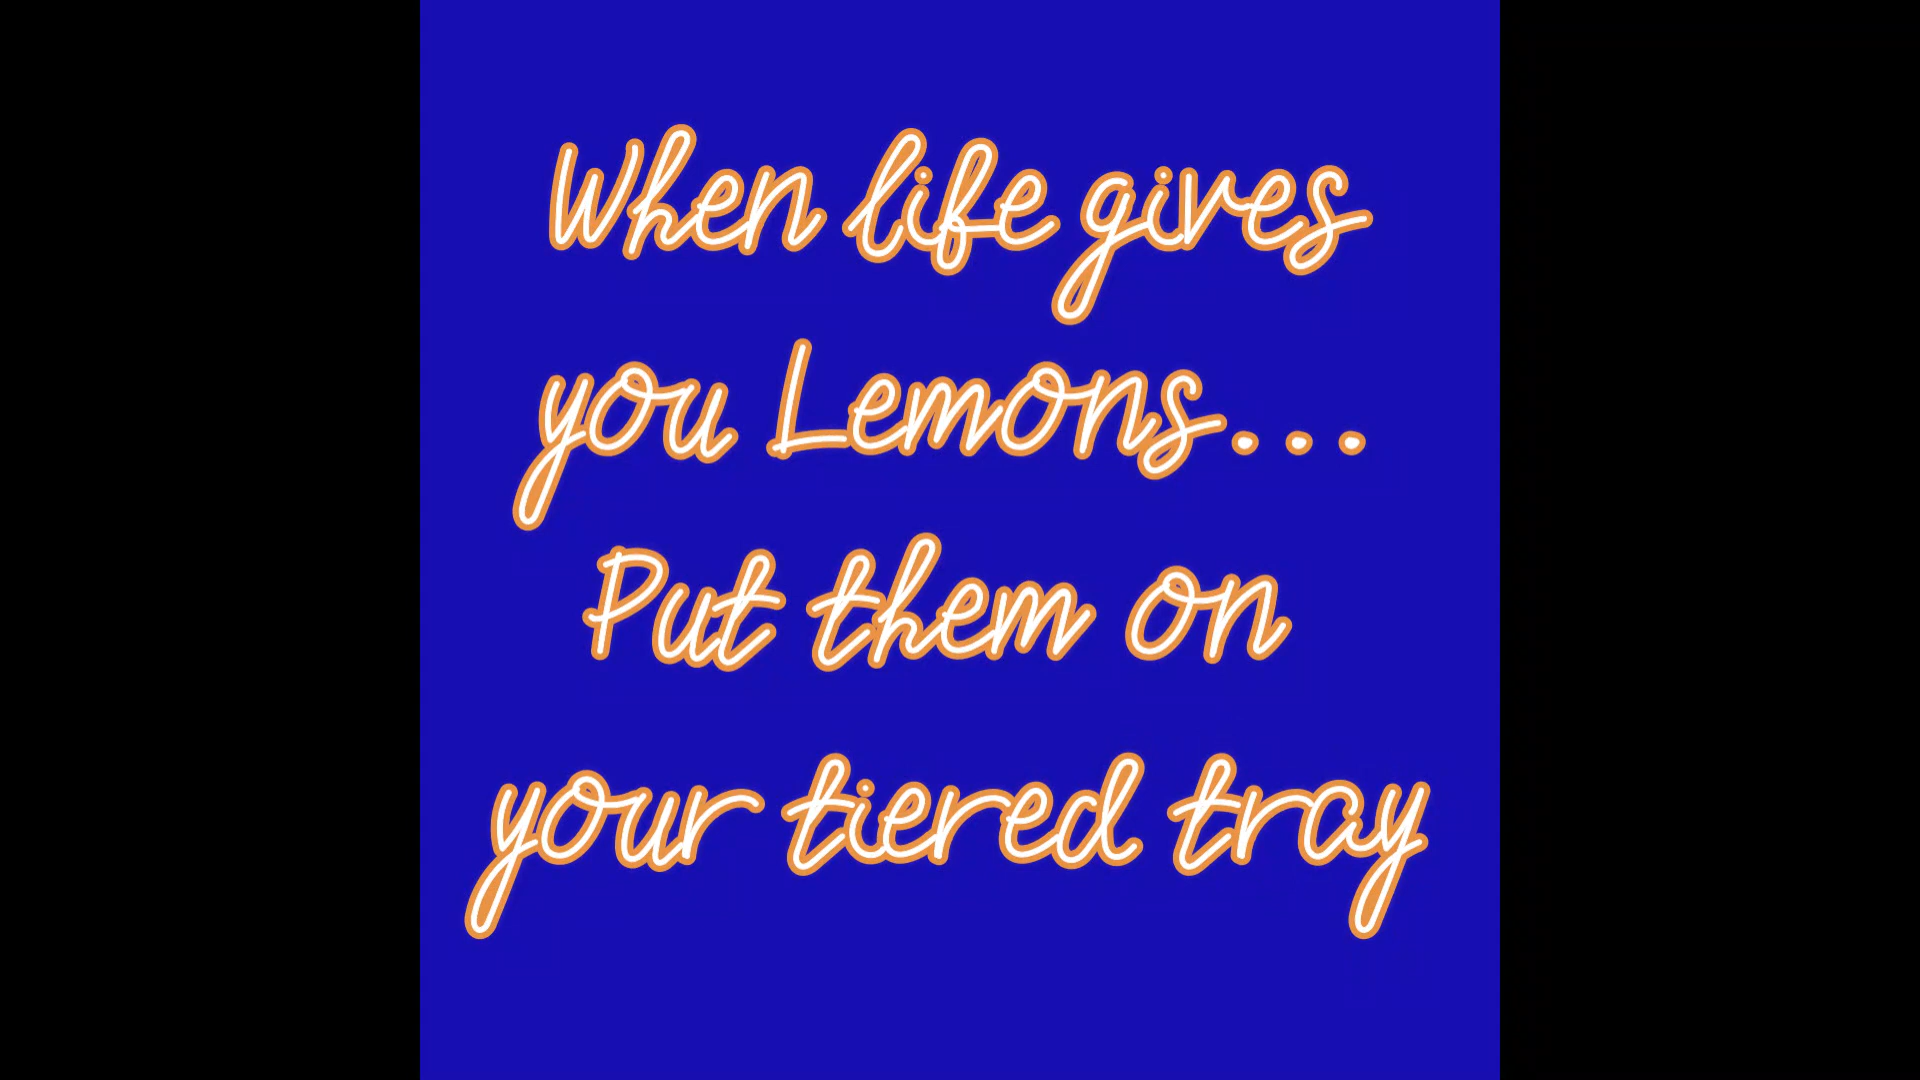 When life gives
you Lemons...
Put them on
your tiered tray